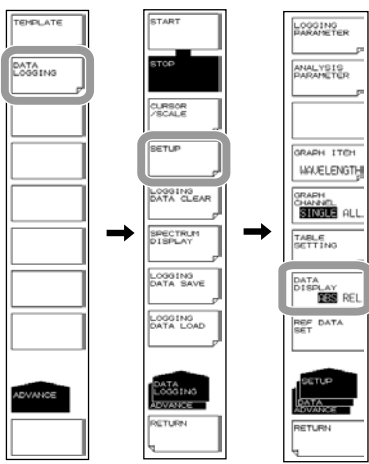 TEMPLATE
DATA
LOGGING
ADVANCE
START
STOP
CURSOR
/SCALE
SETUP
LOGGING
DATA CLEAR
SPECTRUM
DISPLAY
LOGGING
DATA SAVE
LOGGING
DATA LOAD
DATA
LOGGING
ADVANCE
RETURN
LOGGING
PARAMETER
ANALYSIS
PARAMETER
GRAPH ITEM
WAVELENGTH
GRAPH
CHANNEL
SINGLE ALL
TABLE
SETTING
DATA
DISPLAY
ABS REL
REF DATA
SET
SETUP
DATA
ADVANCE
RETURN